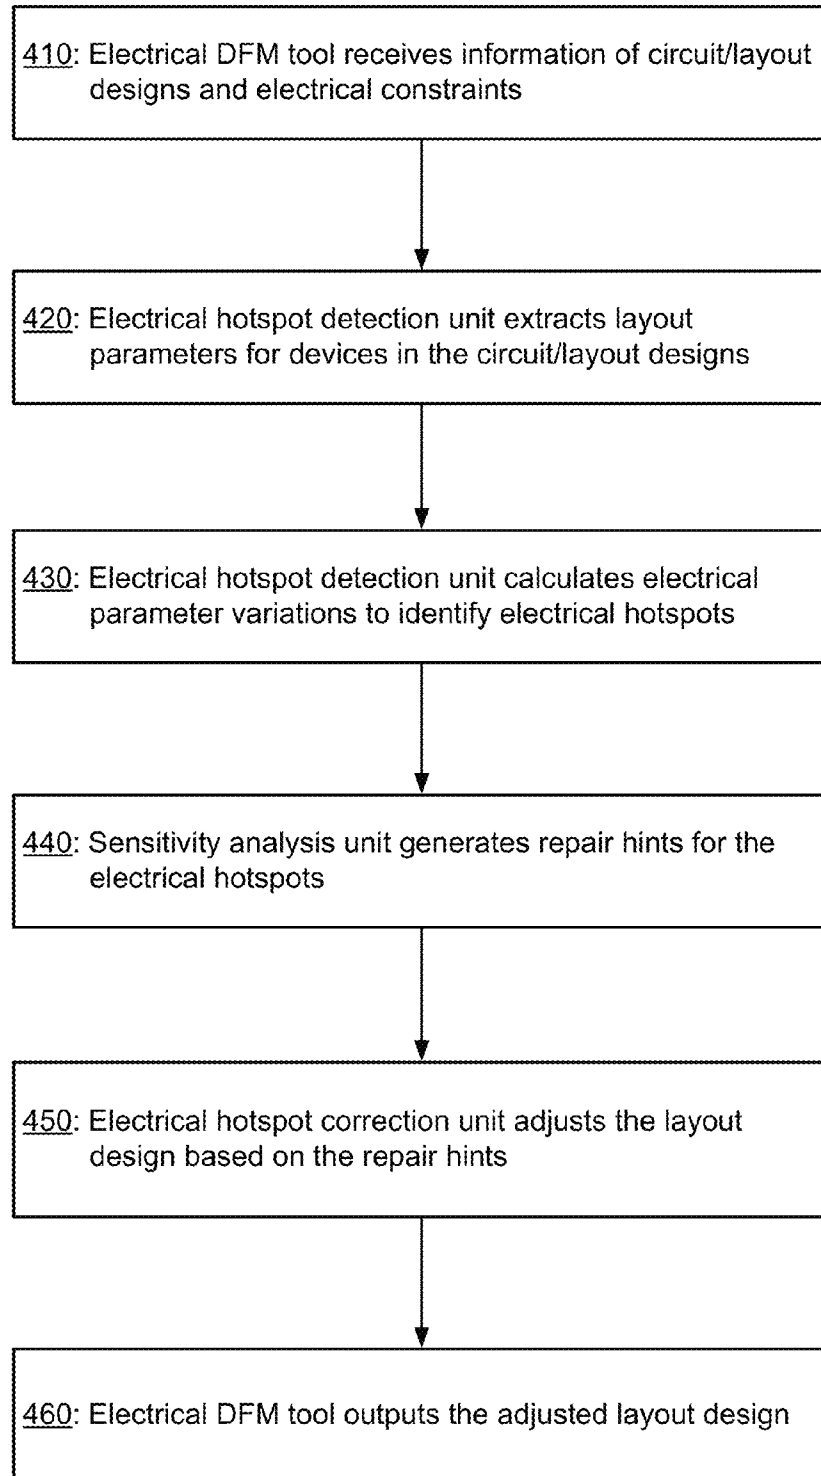 410: Electrical DFM tool receives information of circuit/layout
designs and electrical constraints
420: Electrical hotspot detection unit extracts layout
parameters for devices in the circuit/layout designs
430: Electrical hotspot detection unit calculates electrical
parameter variations to identify electrical hotspots
440: Sensitivity analysis unit generates repair hints for the
electrical hotspots
450: Electrical hotspot correction unit adjusts the layout
design based on the repair hints
460: Electrical DFM tool outputs the adjusted layout design